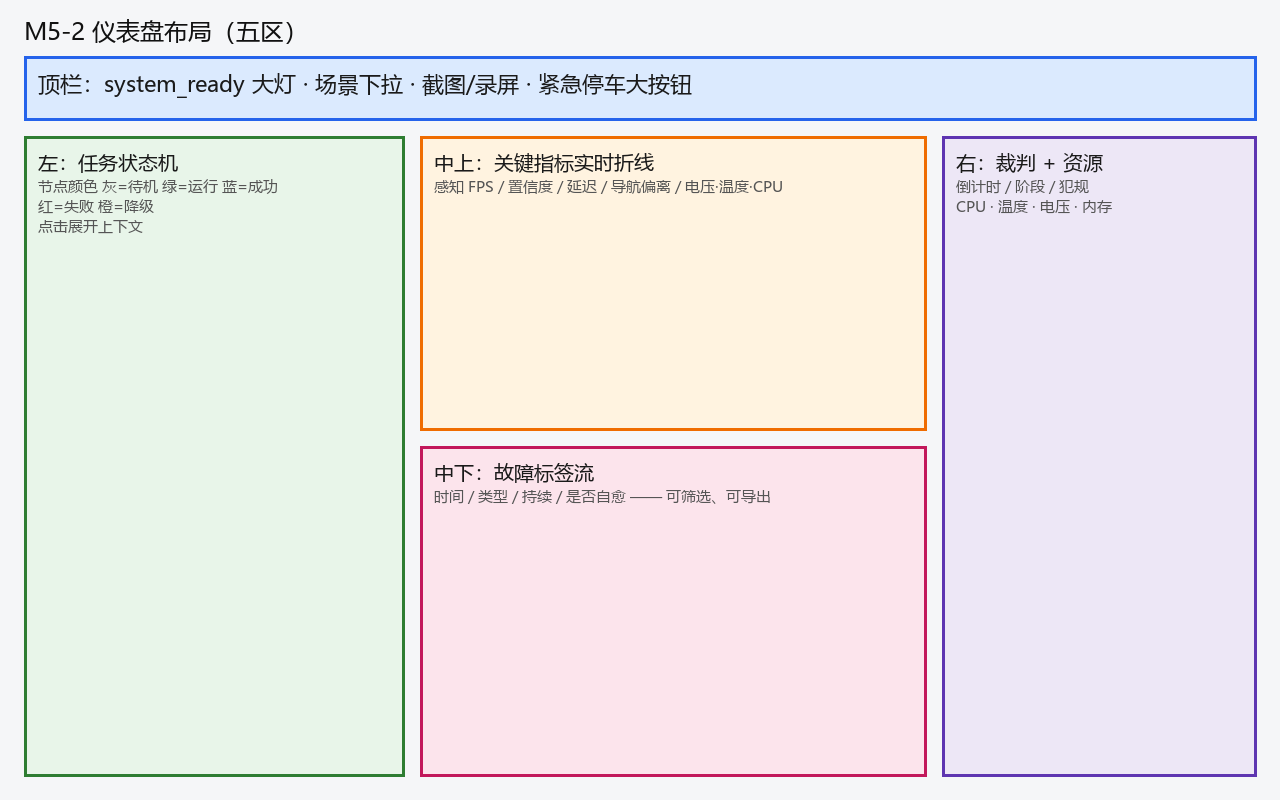 M5-2 仪表盘布局（五区）
顶栏：system_ready 大灯 · 场景下拉 · 截图/录屏 · 紧急停车大按钮
左：任务状态机
节点颜色 灰=待机 绿=运行 蓝=成功
红=失败 橙=降级
点击展开上下文
中上：关键指标实时折线
感知 FPS / 置信度 / 延迟 / 导航偏离 / 电压·温度·CPU
中下：故障标签流
时间 / 类型 / 持续 / 是否自愈 —— 可筛选、可导出
右：裁判 + 资源
倒计时 / 阶段 / 犯规
CPU · 温度 · 电压 · 内存